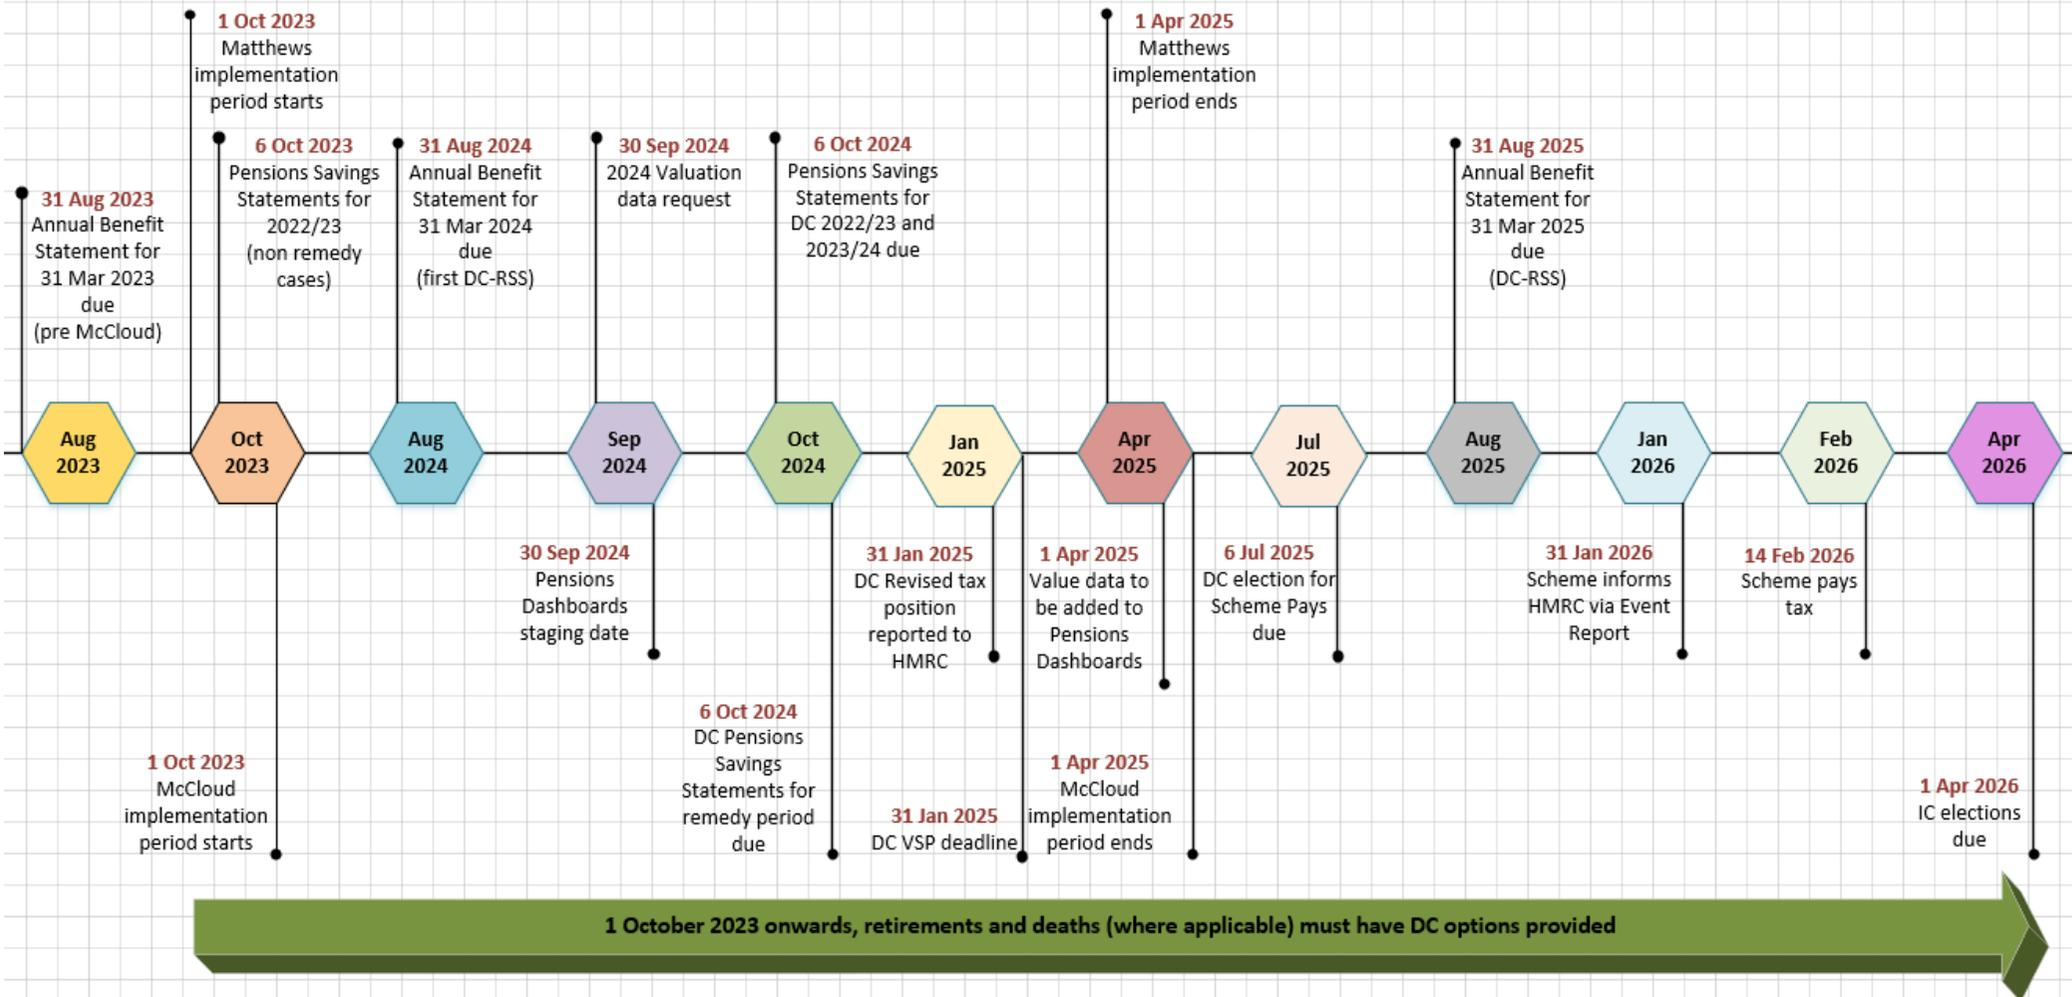 1 Oct 2023
Matthews
implementation
period starts
1 Apr 2025
Matthews
implementation
period ends
31 Aug 2023
Annual Benefit
Statement for
31 Mar 2023
due
(pre McCloud)
6 Oct 2023
Pensions Savings
Statements for
2022/23
(non remedy
cases)
31 Aug 2024
Annual Benefit
Statement for
31 Mar 2024
due
(first DC-RSS)
30 Sep 2024
2024 Valuation
data request
6 Oct 2024
Pensions Savings
Statements for
DC 2022/23 and
2023/24 due
31 Aug 2025
Annual Benefit
Statement for
31 Mar 2025
due
(DC-RSS)
Aug
2023
Oct
2023
Aug
2024
Sep
2024
Oct
2024
Jan
2025
Apr
2025
Jul
2025
Aug
2025
Jan
2026
Feb
2026
Apr
2026
30 Sep 2024
Pensions
Dashboards
staging date
31 Jan 2025
DC Revised tax
position
reported to
HMRC
1 Apr 2025
Value data to
be added to
Pensions
Dashboards
6 Jul 2025
DC election for
Scheme Pays
due
31 Jan 2026
Scheme informs
HMRC via Event
Report
14 Feb 2026
Scheme pays
tax
1 Oct 2023
McCloud
implementation
period starts
6 Oct 2024
DC Pensions
Savings
Statements for
remedy period
due
31 Jan 2025
DC VSP deadline
1 Apr 2025
McCloud
implementation
period ends
1 Apr 2026
IC elections
due
1 October 2023 onwards, retirements and deaths (where applicable) must have DC options provided